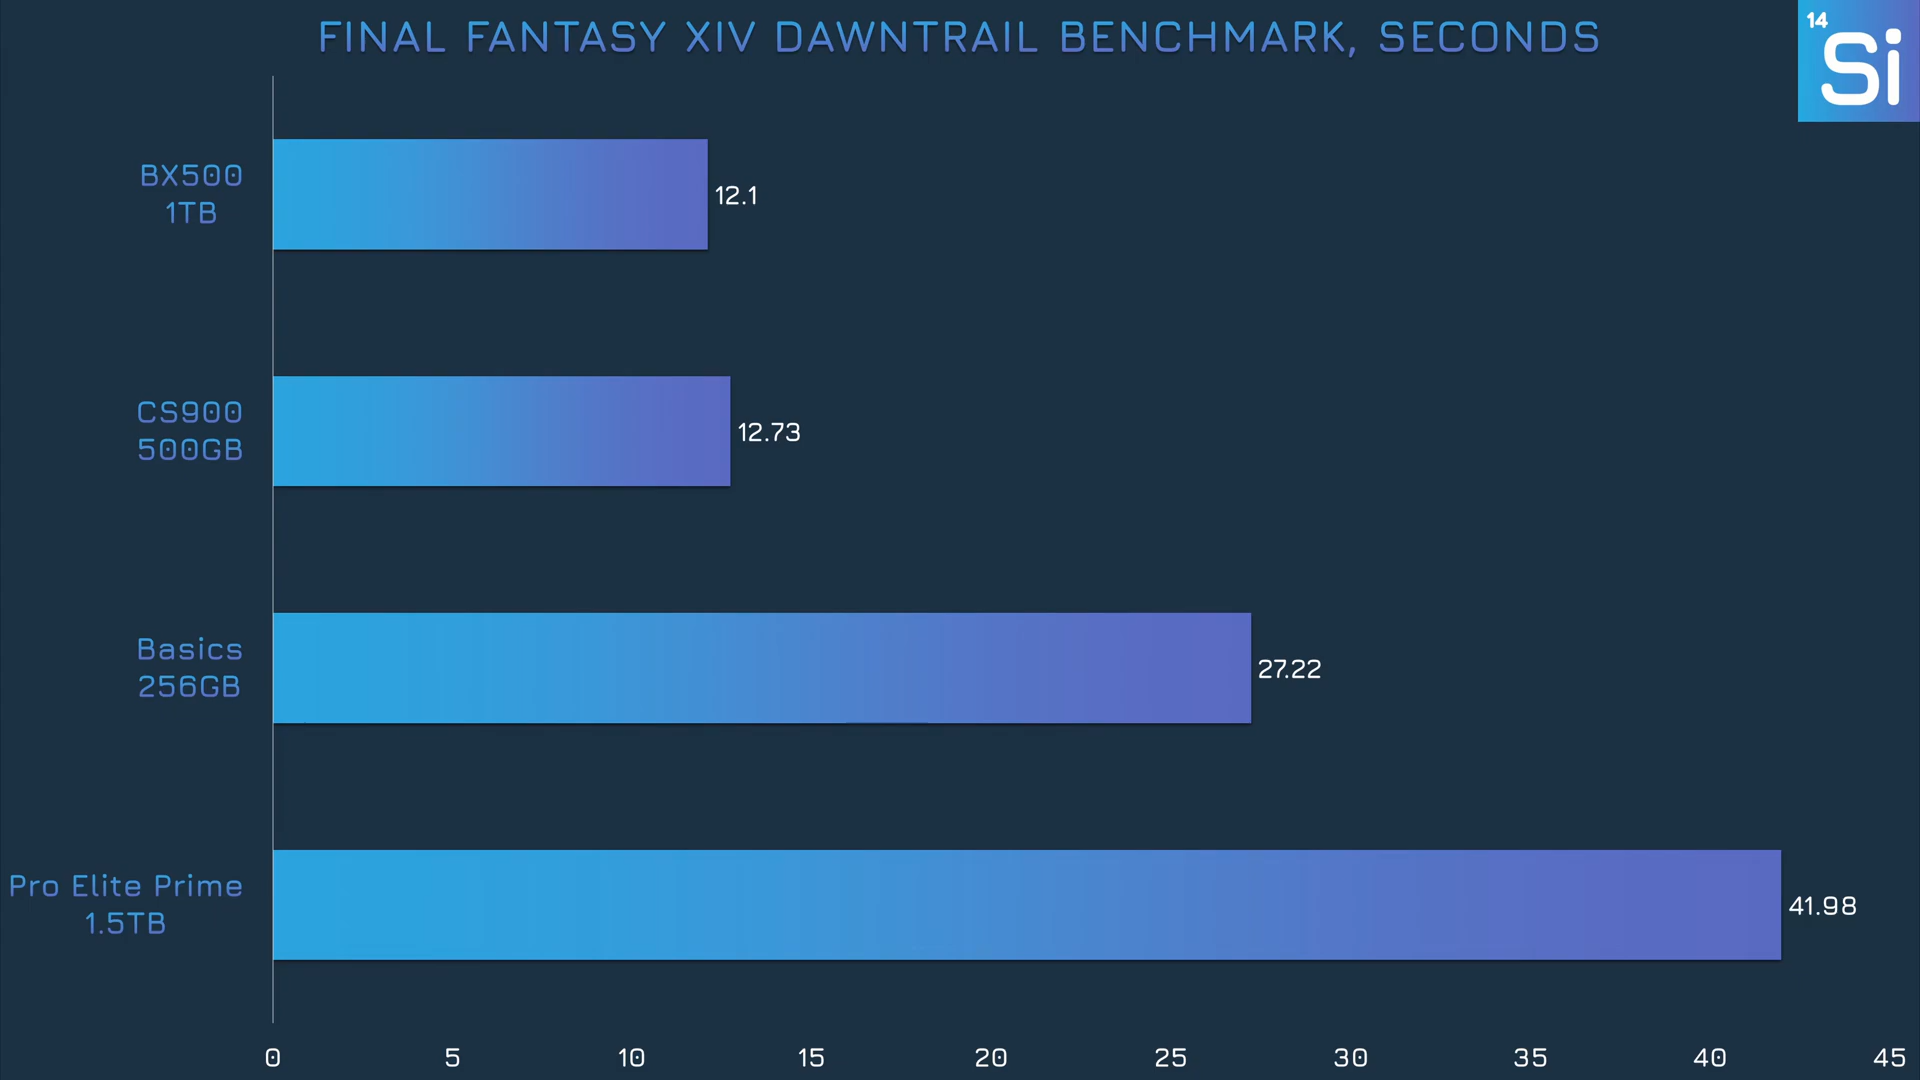 FINAL FANTASY XIV DAWNTRAIL BENCHMARK, SECONDS
14
Si
BX500
1TB
12.1
CS900
500GB
12.73
Basics
256GB
27.22
Pro Elite Prime
1.5TB
41.98
0 5 10 15 20 25 30 35 40 45